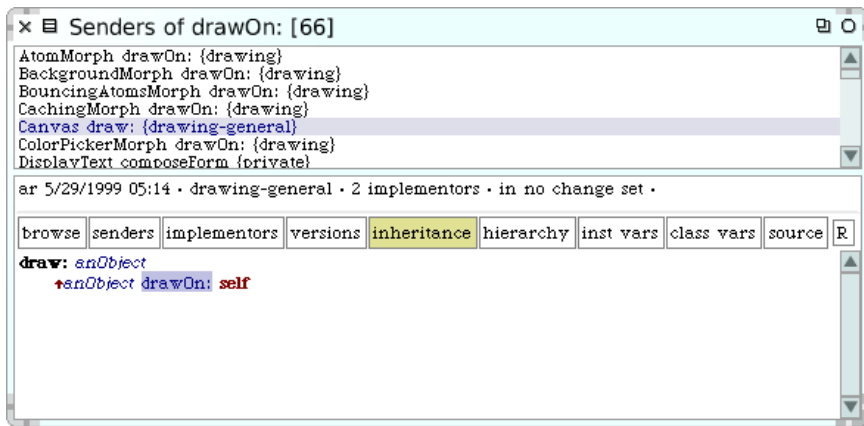 Senders of drawOn: [66]
AtomMorph drawOn: {drawing}
BackgroundMorph drawOn: {drawing}
BouncingAtomsMorph drawOn: {drawing}
CachingMorph drawOn: {drawing}
Canvas draw: {drawing-general}
ColorPickerMorph drawOn: {drawing}
DisplayText composeForm {private}
ar 5/29/1999 05:14 · drawing-general · 2 implementors · in no change set ·
browse senders implementors versions inheritance hierarchy inst vars class vars source R
draw: anObject
↑anObject drawOn: self